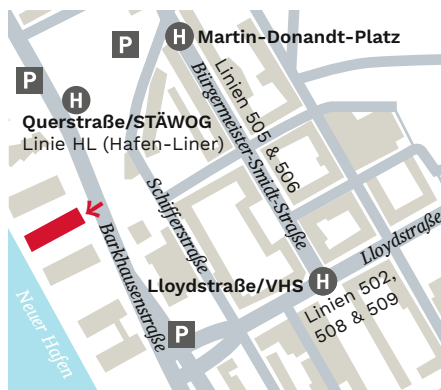 P
H
Martin-Donandt-Platz
P
H
Querstraße/STÄWOG
Linie HL (Hafen-Liner)
Linien 505 & 506
Bürgermeister-Smidt-Straße
Schifferstraße
Barkhausenstraße
Lloydstraße
Lloydstraße/VHS
H
Linien 502,
508 & 509
Neuer Hafen
P